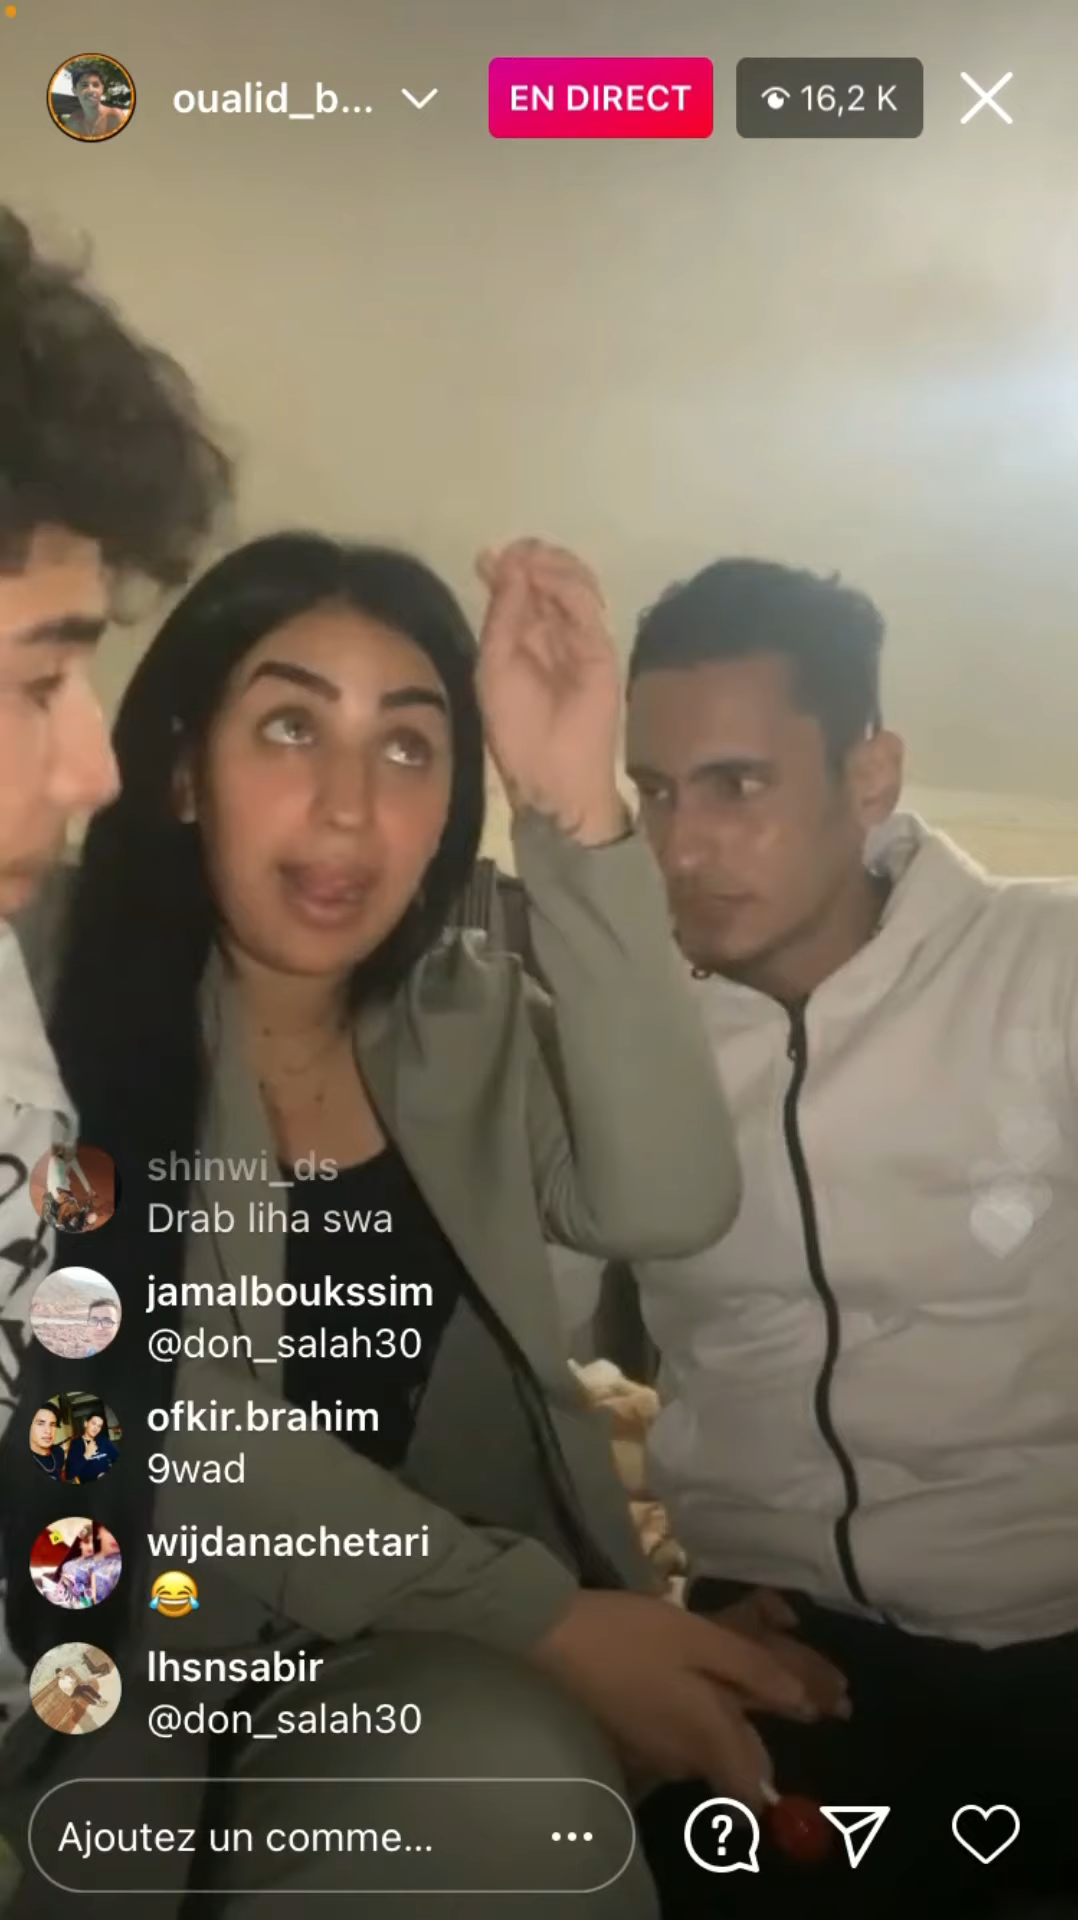 oualid_b...
EN DIRECT
16,2 K
shinwi_ds
Drab liha swa
jamalboukssim
@don_salah30
ofkir.brahim
9wad
wijdanachetari
😂
lhsnsabir
@don_salah30
Ajoutez un comme...